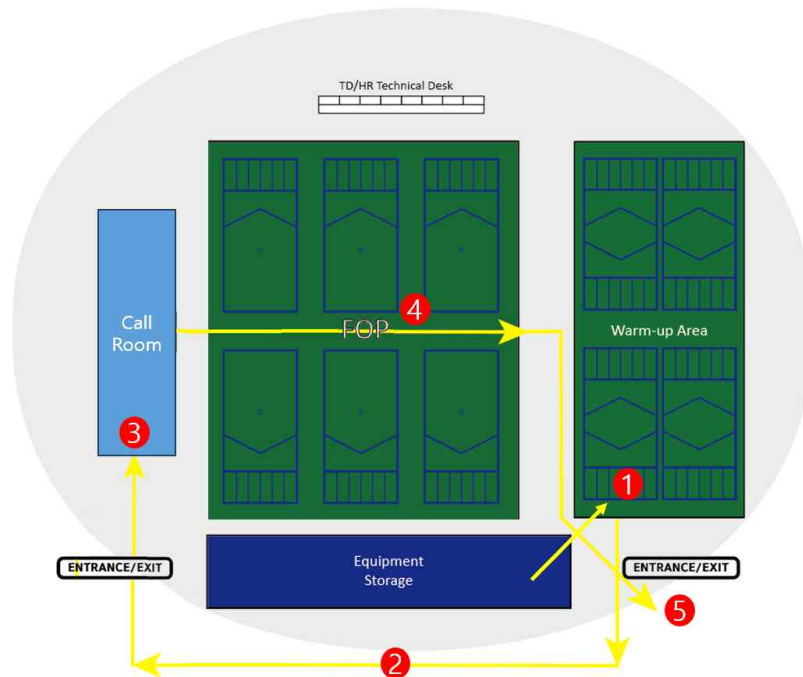 TD/HR Technical Desk
Call
Room
3
4
FOP
Warm-up Area
1
ENTRANCE/EXIT
Equipment
Storage
ENTRANCE/EXIT
5
2